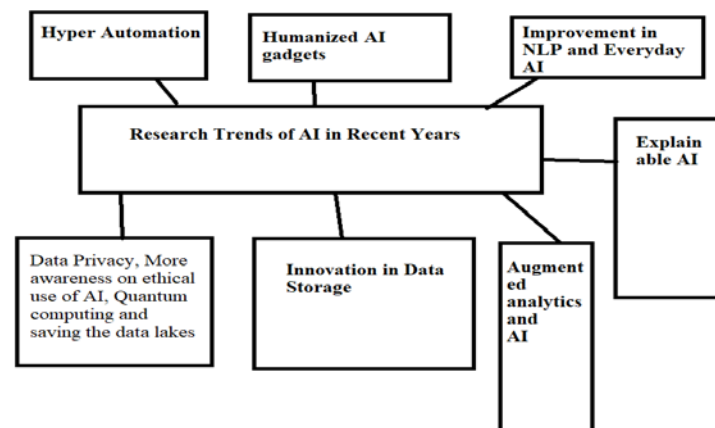 Hyper Automation
Humanized AI
gadgets
Improvement in
NLP and Everyday
AI
Research Trends of AI in Recent Years
Explain
able AI
Data Privacy, More
awareness on ethical
use of AI, Quantum
computing and
saving the data lakes
Innovation in Data
Storage
Augment
ed
analytics
and
AI